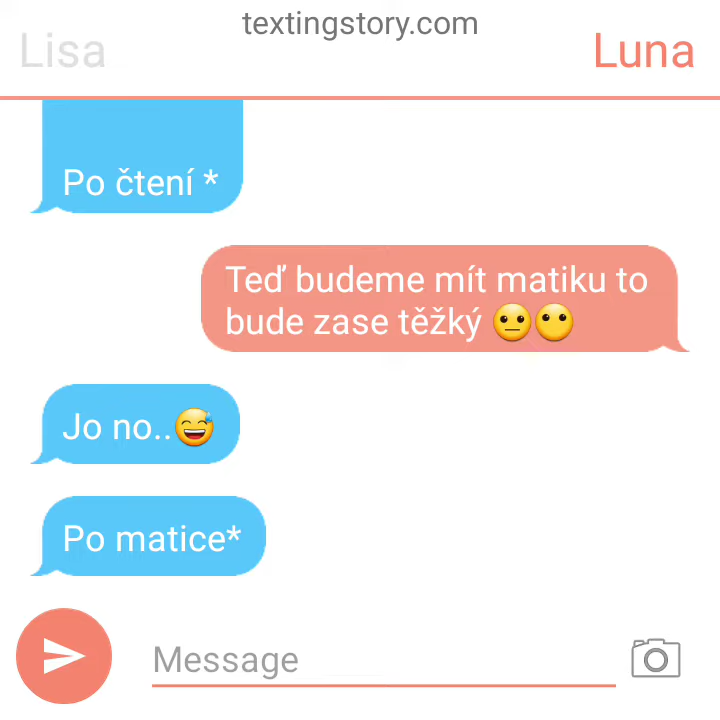 textingstory.com
Lisa
Luna
Po čtení *
Teď budeme mít matiku to
bude zase těžký 😐😶
Jo no..😅
Po matice*
Message